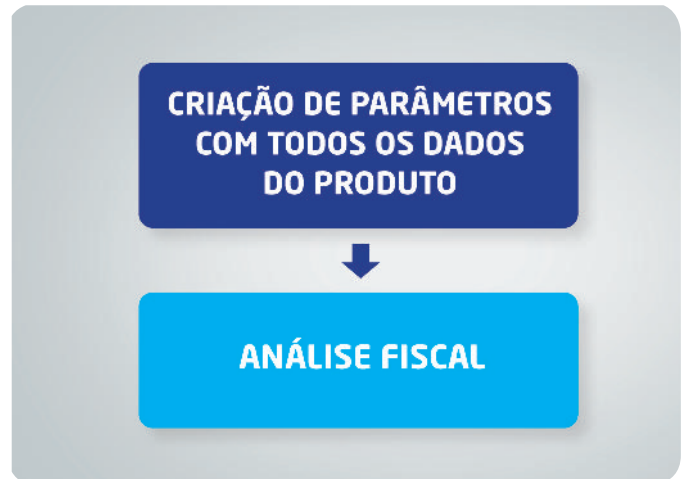 CRIAÇÃO DE PARÂMETROS
COM TODOS OS DADOS
DO PRODUTO
ANÁLISE FISCAL